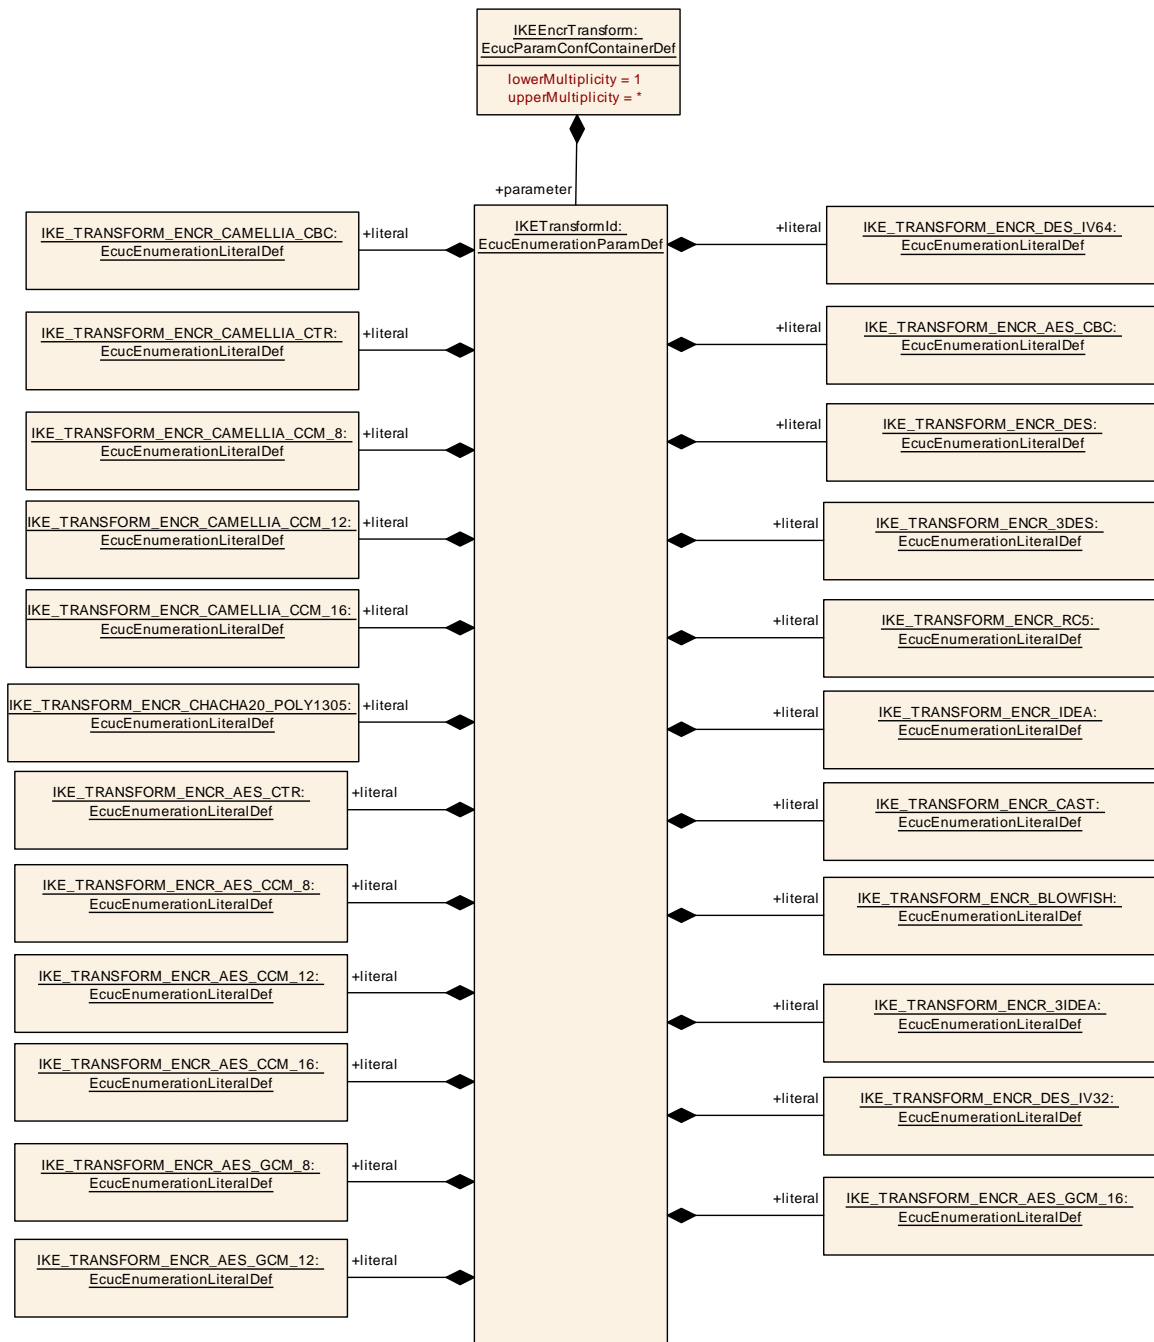 IKEEncrTransform:
EcucParamConfContainerDef
lowerMultiplicity = 1
upperMultiplicity = *
+parameter
IKETransformId:
EcucEnumerationParamDef
IKE_TRANSFORM_ENCR_CAMELLIA_CBC:
EcucEnumerationLiteralDef
+literal
IKE_TRANSFORM_ENCR_CAMELLIA_CTR:
EcucEnumerationLiteralDef
+literal
IKE_TRANSFORM_ENCR_CAMELLIA_CCM_8:
EcucEnumerationLiteralDef
+literal
IKE_TRANSFORM_ENCR_CAMELLIA_CCM_12:
EcucEnumerationLiteralDef
+literal
IKE_TRANSFORM_ENCR_CAMELLIA_CCM_16:
EcucEnumerationLiteralDef
+literal
IKE_TRANSFORM_ENCR_CHACHA20_POLY1305:
EcucEnumerationLiteralDef
+literal
IKE_TRANSFORM_ENCR_AES_CTR:
EcucEnumerationLiteralDef
+literal
IKE_TRANSFORM_ENCR_AES_CCM_8:
EcucEnumerationLiteralDef
+literal
IKE_TRANSFORM_ENCR_AES_CCM_12:
EcucEnumerationLiteralDef
+literal
IKE_TRANSFORM_ENCR_AES_CCM_16:
EcucEnumerationLiteralDef
+literal
IKE_TRANSFORM_ENCR_AES_GCM_8:
EcucEnumerationLiteralDef
+literal
IKE_TRANSFORM_ENCR_AES_GCM_12:
EcucEnumerationLiteralDef
+literal
+literal
IKE_TRANSFORM_ENCR_DES_IV64:
EcucEnumerationLiteralDef
+literal
IKE_TRANSFORM_ENCR_AES_CBC:
EcucEnumerationLiteralDef
+literal
IKE_TRANSFORM_ENCR_DES:
EcucEnumerationLiteralDef
+literal
IKE_TRANSFORM_ENCR_3DES:
EcucEnumerationLiteralDef
+literal
IKE_TRANSFORM_ENCR_RC5:
EcucEnumerationLiteralDef
+literal
IKE_TRANSFORM_ENCR_IDEA:
EcucEnumerationLiteralDef
+literal
IKE_TRANSFORM_ENCR_CAST:
EcucEnumerationLiteralDef
+literal
IKE_TRANSFORM_ENCR_BLOWFISH:
EcucEnumerationLiteralDef
+literal
IKE_TRANSFORM_ENCR_3IDEA:
EcucEnumerationLiteralDef
+literal
IKE_TRANSFORM_ENCR_DES_IV32:
EcucEnumerationLiteralDef
+literal
IKE_TRANSFORM_ENCR_AES_GCM_16:
EcucEnumerationLiteralDef